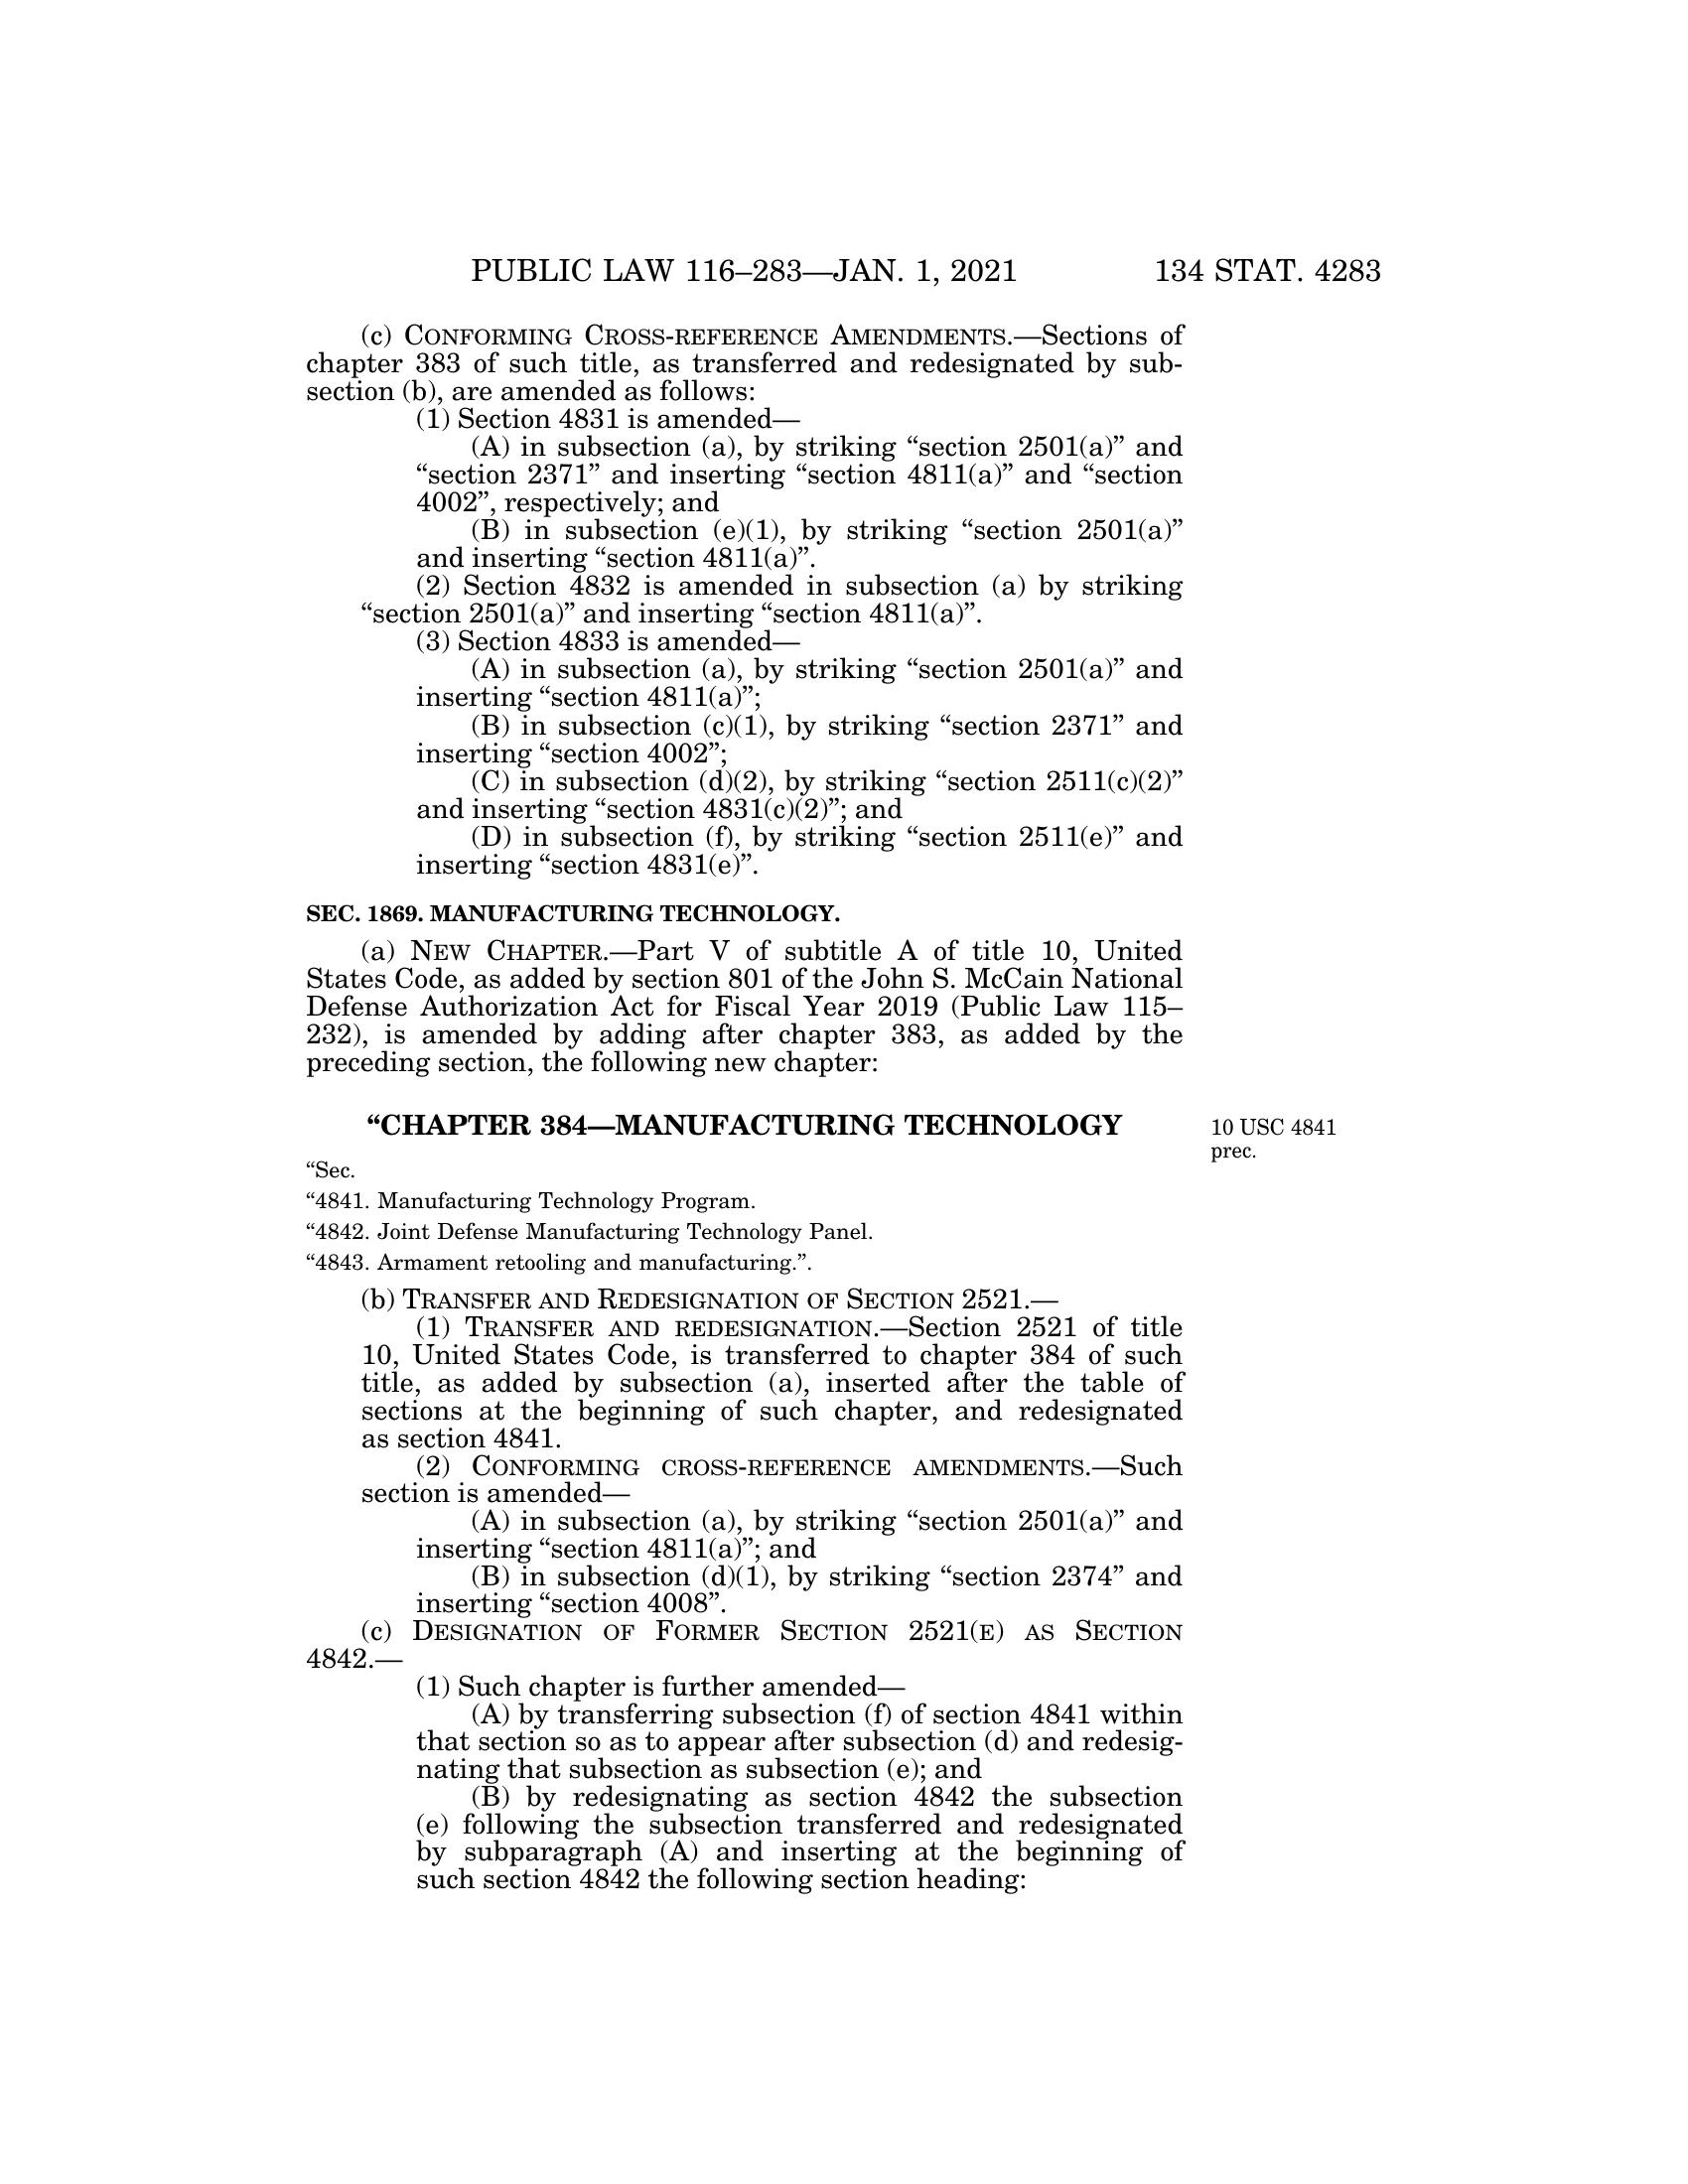 PUBLIC LAW 116–283—JAN. 1, 2021 134 STAT. 4283
(c) CONFORMING CROSS-REFERENCE AMENDMENTS.—Sections of
chapter 383 of such title, as transferred and redesignated by sub-
section (b), are amended as follows:
(1) Section 4831 is amended—
(A) in subsection (a), by striking “section 2501(a)” and
“section 2371” and inserting “section 4811(a)” and “section
4002”, respectively; and
(B) in subsection (e)(1), by striking “section 2501(a)”
and inserting “section 4811(a)”.
(2) Section 4832 is amended in subsection (a) by striking
“section 2501(a)” and inserting “section 4811(a)”.
(3) Section 4833 is amended—
(A) in subsection (a), by striking “section 2501(a)” and
inserting “section 4811(a)”;
(B) in subsection (c)(1), by striking “section 2371” and
inserting “section 4002”;
(C) in subsection (d)(2), by striking “section 2511(c)(2)”
and inserting “section 4831(c)(2)”; and
(D) in subsection (f), by striking “section 2511(e)” and
inserting “section 4831(e)”.
SEC. 1869. MANUFACTURING TECHNOLOGY.
(a) NEW CHAPTER.—Part V of subtitle A of title 10, United
States Code, as added by section 801 of the John S. McCain National
Defense Authorization Act for Fiscal Year 2019 (Public Law 115–
232), is amended by adding after chapter 383, as added by the
preceding section, the following new chapter:
“CHAPTER 384—MANUFACTURING TECHNOLOGY
10 USC 4841
prec.
“Sec.
“4841. Manufacturing Technology Program.
“4842. Joint Defense Manufacturing Technology Panel.
“4843. Armament retooling and manufacturing.”.
(b) TRANSFER AND REDESIGNATION OF SECTION 2521.—
(1) TRANSFER AND REDESIGNATION.—Section 2521 of title
10, United States Code, is transferred to chapter 384 of such
title, as added by subsection (a), inserted after the table of
sections at the beginning of such chapter, and redesignated
as section 4841.
(2) CONFORMING CROSS-REFERENCE AMENDMENTS.—Such
section is amended—
(A) in subsection (a), by striking “section 2501(a)” and
inserting “section 4811(a)”; and
(B) in subsection (d)(1), by striking “section 2374” and
inserting “section 4008”.
(c) DESIGNATION OF FORMER SECTION 2521(E) AS SECTION
4842.—
(1) Such chapter is further amended—
(A) by transferring subsection (f) of section 4841 within
that section so as to appear after subsection (d) and redesig-
nating that subsection as subsection (e); and
(B) by redesignating as section 4842 the subsection
(e) following the subsection transferred and redesignated
by subparagraph (A) and inserting at the beginning of
such section 4842 the following section heading: